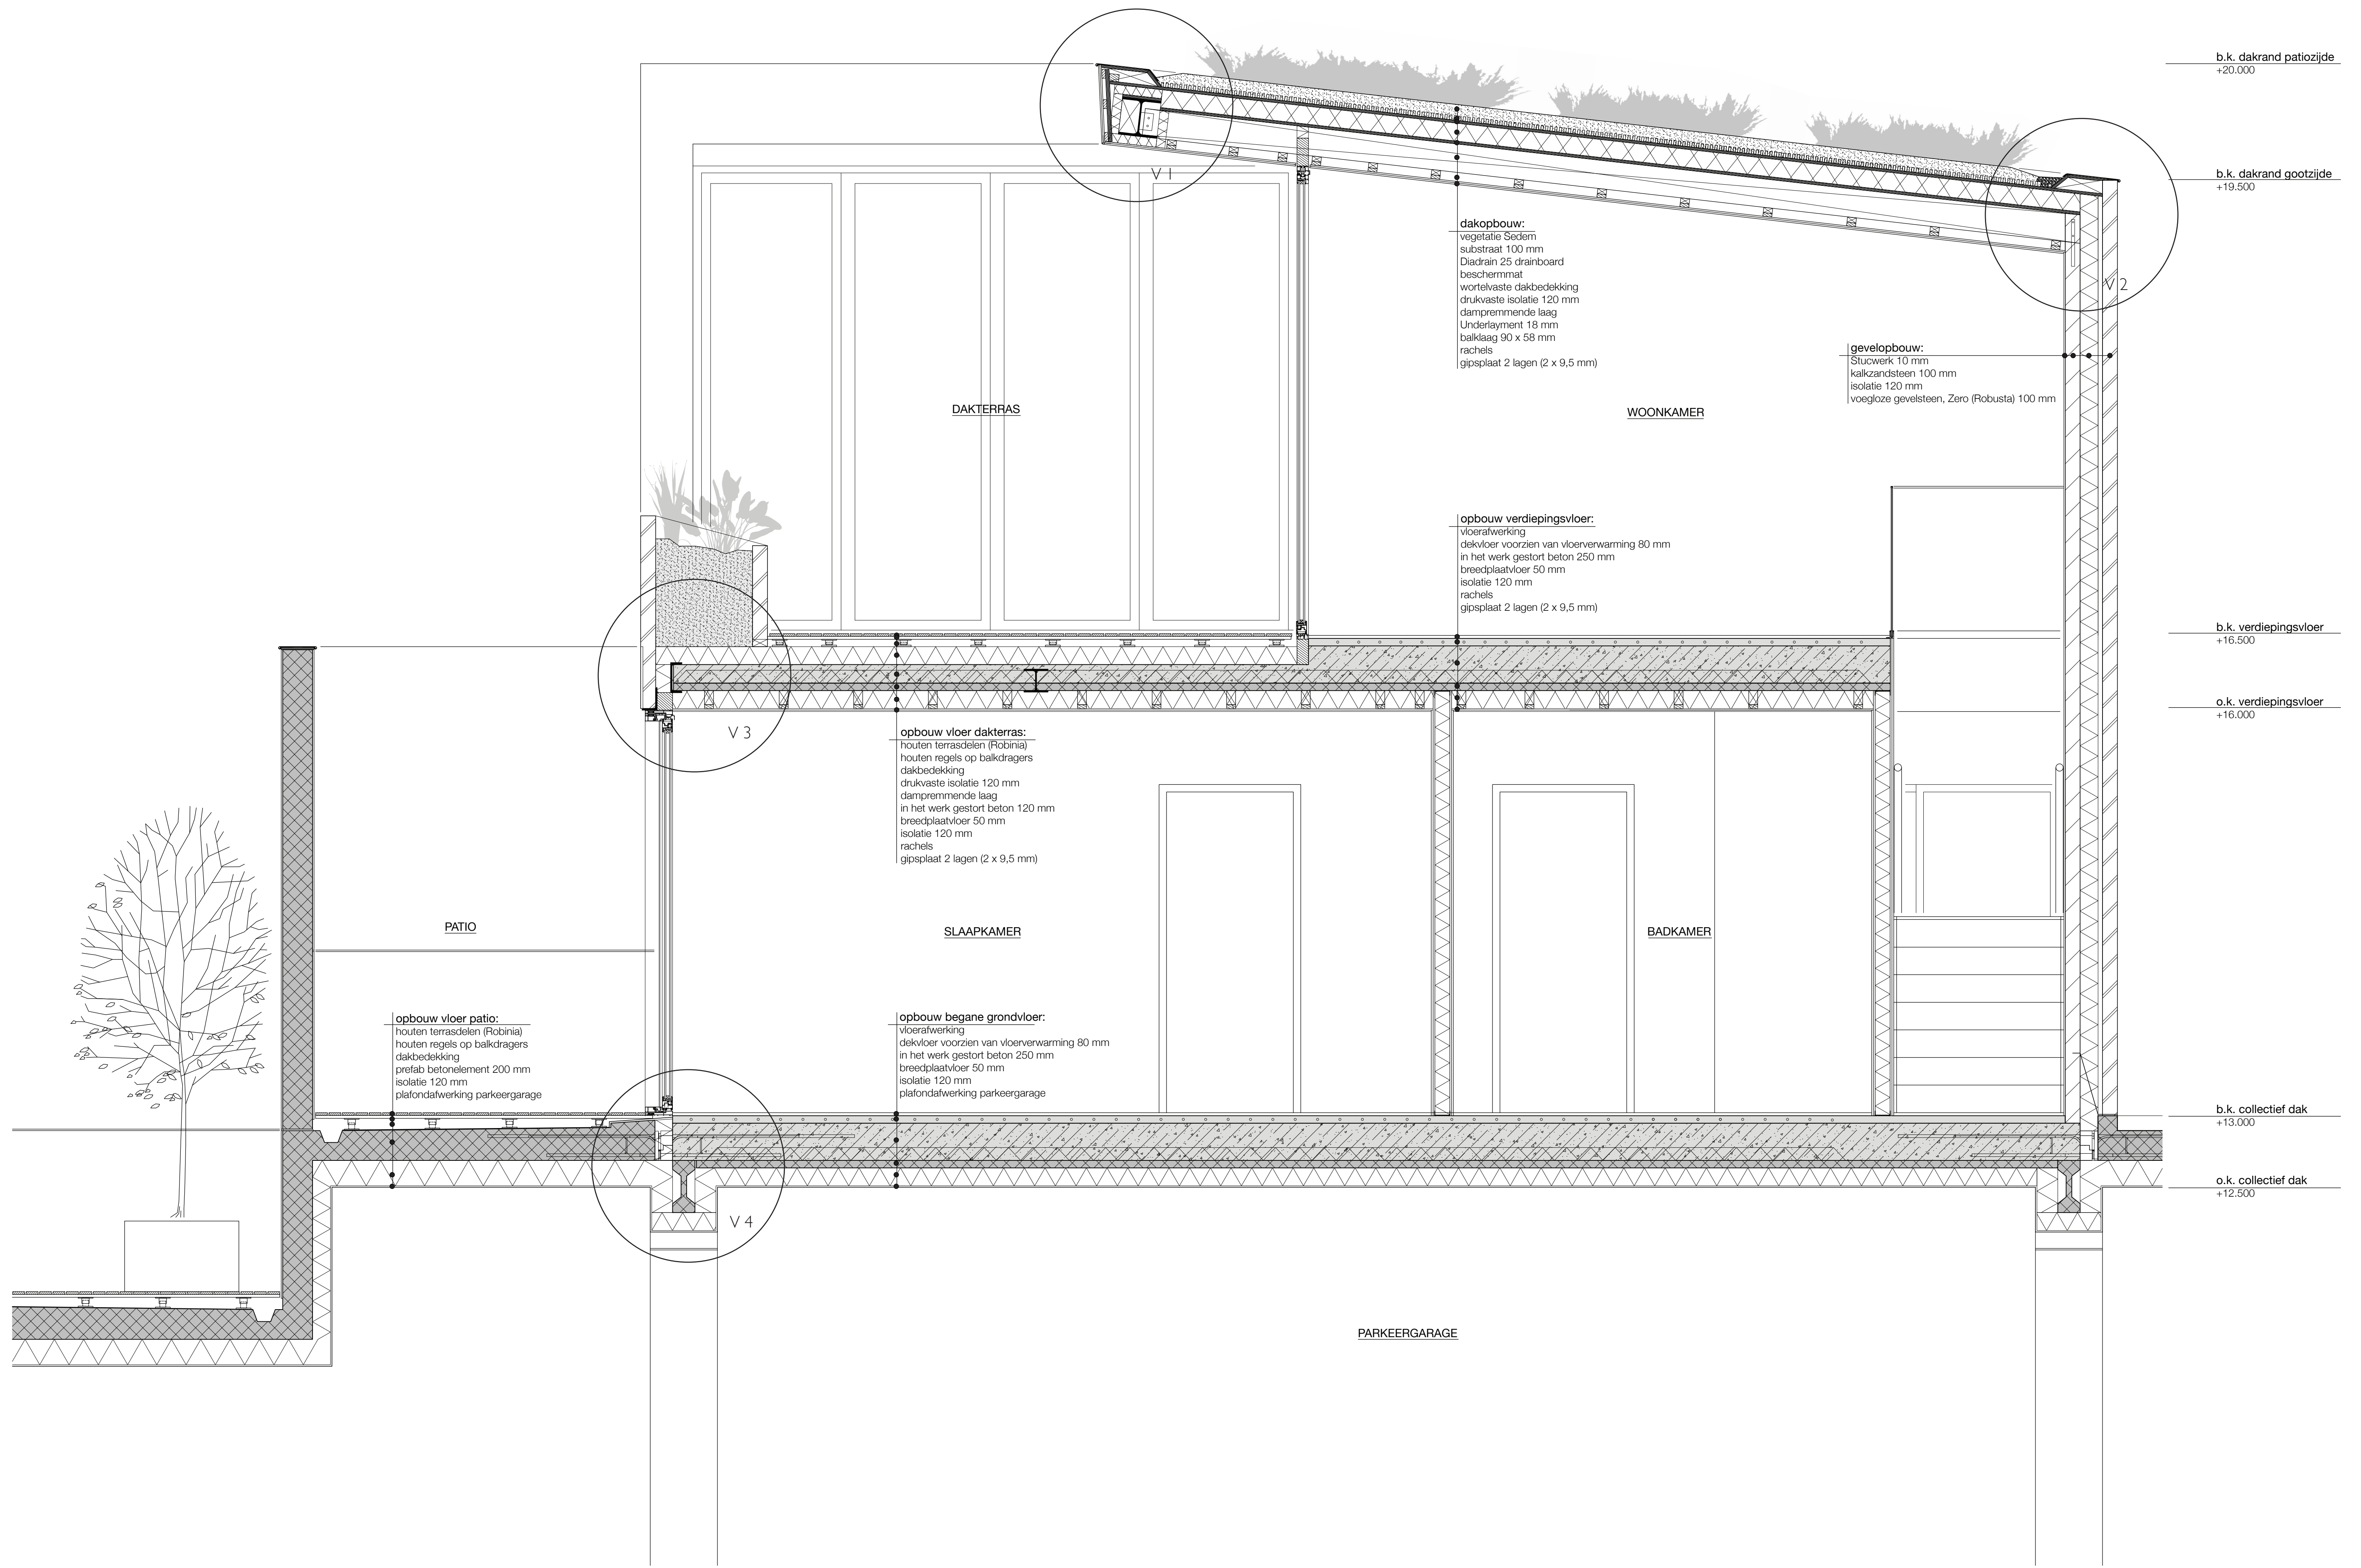 b.k. dakrand patiozijde
+20.000
V 1
b.k. dakrand gootzijde
+19.500
dakopbouw:
vegetatie Sedem
substraat 100 mm
Diadrain 25 drainboard
beschermmat
wortelvaste dakbedekking
drukvaste isolatie 120 mm
dampremmende laag
Underlayment 18 mm
balklaag 90 x 58 mm
rachels
gipsplaat 2 lagen (2 x 9,5 mm)
V 2
gevelopbouw:
Stucwerk 10 mm
kalkzandsteen 100 mm
isolatie 120 mm
voegloze gevelsteen, Zero (Robusta) 100 mm
DAKTERRAS
WOONKAMER
opbouw verdiepingsvloer:
vloerafwerking
dekvloer voorzien van vloerverwarming 80 mm
in het werk gestort beton 250 mm
breedplaatvloer 50 mm
isolatie 120 mm
rachels
gipsplaat 2 lagen (2 x 9,5 mm)
b.k. verdiepingsvloer
+16.500
o.k. verdiepingsvloer
+16.000
V 3
opbouw vloer dakterras:
houten terrasdelen (Robinia)
houten regels op balkdragers
dakbedekking
drukvaste isolatie 120 mm
dampremmende laag
in het werk gestort beton 120 mm
breedplaatvloer 50 mm
isolatie 120 mm
rachels
gipsplaat 2 lagen (2 x 9,5 mm)
PATIO
SLAAPKAMER
BADKAMER
opbouw vloer patio:
houten terrasdelen (Robinia)
houten regels op balkdragers
dakbedekking
prefab betonelement 200 mm
isolatie 120 mm
plafondafwerking parkeergarage
opbouw begane grondvloer:
vloerafwerking
dekvloer voorzien van vloerverwarming 80 mm
in het werk gestort beton 250 mm
breedplaatvloer 50 mm
isolatie 120 mm
plafondafwerking parkeergarage
b.k. collectief dak
+13.000
o.k. collectief dak
+12.500
V 4
PARKEERGARAGE